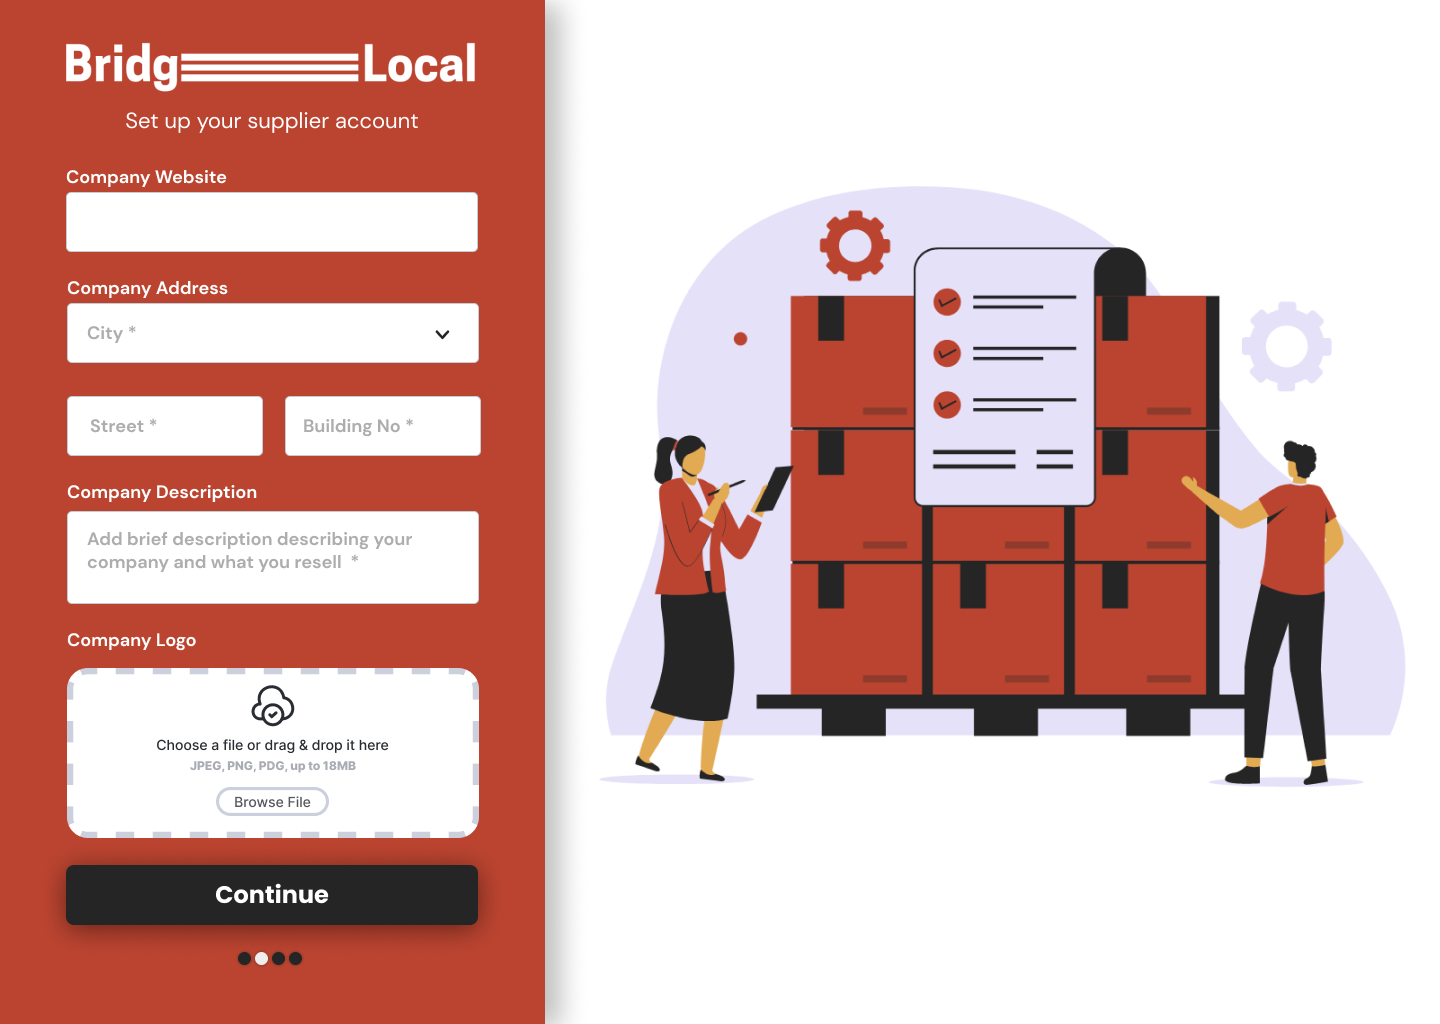 Bridg Local
Set up your supplier account
Company Website
Company Address
City *
Street * Building No *
Company Description
Add brief description describing your
company and what you resell *
Company Logo
Choose a file or drag & drop it here
JPEG, PNG, PDG, up to 18MB
Browse File
Continue